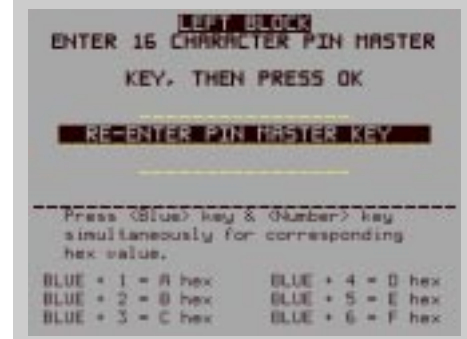 LEFT BLOCK
ENTER 16 CHARACTER PIN MASTER
KEY, THEN PRESS OK
RE-ENTER PIN MASTER KEY
Press <Blue> key & <Number> key
simultaneously for corresponding
hex value.
BLUE + 1 = A hex BLUE + 4 = D hex
BLUE + 2 = B hex BLUE + 5 = E hex
BLUE + 3 = C hex BLUE + 6 = F hex